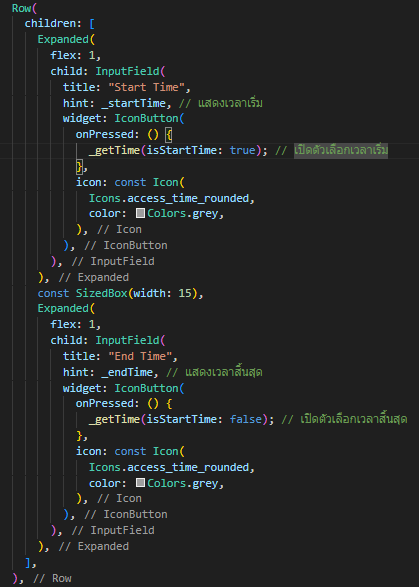 Row(
children: [
Expanded(
flex: 1,
child: InputField(
title: "Start Time",
hint: _startTime, // แสดงเวลาเริ่ม
widget: IconButton(
onPressed: () {
_getTime(isStartTime: true); // เปิดตัวเลือกเวลาเริ่ม
},
icon: const Icon(
Icons.access_time_rounded,
color: Colors.grey,
), // Icon
), // IconButton
), // InputField
), // Expanded
const SizedBox(width: 15),
Expanded(
flex: 1,
child: InputField(
title: "End Time",
hint: _endTime, // แสดงเวลาสิ้นสุด
widget: IconButton(
onPressed: () {
_getTime(isStartTime: false); // เปิดตัวเลือกเวลาสิ้นสุด
},
icon: const Icon(
Icons.access_time_rounded,
color: Colors.grey,
), // Icon
), // IconButton
), // InputField
), // Expanded
],
), // Row